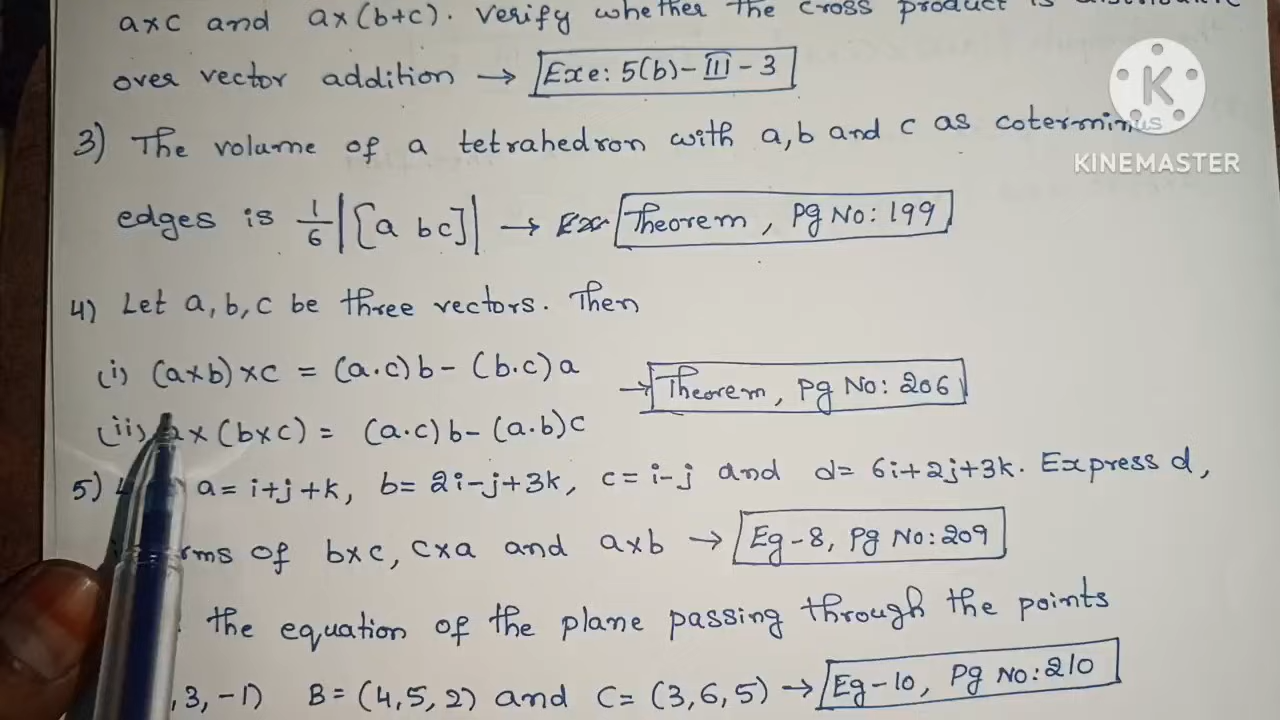 axc and ax(b+c). Verify whether the cross product is
over vector addition → Exe: 5(b)-III-3
K
KINEMASTER
3) The volume of a tetrahedron with a, b and c as coterminus
edges is 1/6 |[a bc]| → Theorem, Pg No: 199
4) Let a, b, c be three vectors. Then
(i) (a×b)×c = (a·c)b - (b·c)a
→ Theorem, Pg No: 206
(ii) a×(b×c) = (a·c)b - (a·b)c
5) a= i+j+k, b= 2i-j+3k, c= i-j and d= 6i+2j+3k. Express d,
of b×c, c×a and a×b → Eg-8, Pg No:209
the equation of the plane passing through the points
, 3, -1) B= (4, 5, 2) and C= (3, 6, 5) → Eg-10, Pg No:210